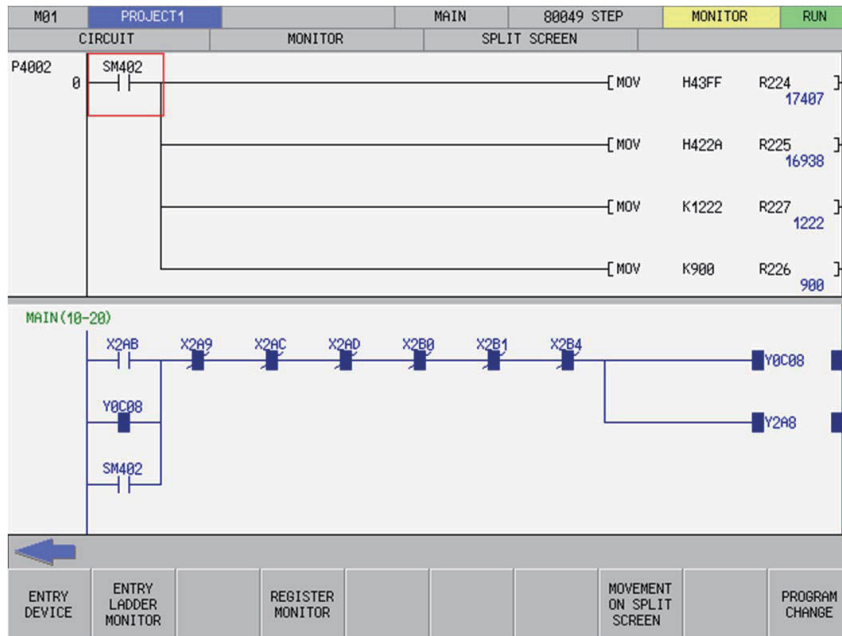 M01 PROJECT1 MAIN 80049 STEP MONITOR RUN
CIRCUIT MONITOR SPLIT SCREEN
P4002 SM402
0 MOV H43FF R224
17407
MOV H422A R225
16938
MOV K1222 R227
1222
MOV K900 R226
900
MAIN(10-20)
X2AB X2A9 X2AC X2AD X2B0 X2B1 X2B4
Y0C08
Y0C08
Y2A8
SM402
ENTRY DEVICE
ENTRY LADDER MONITOR
REGISTER MONITOR
MOVEMENT ON SPLIT SCREEN
PROGRAM CHANGE